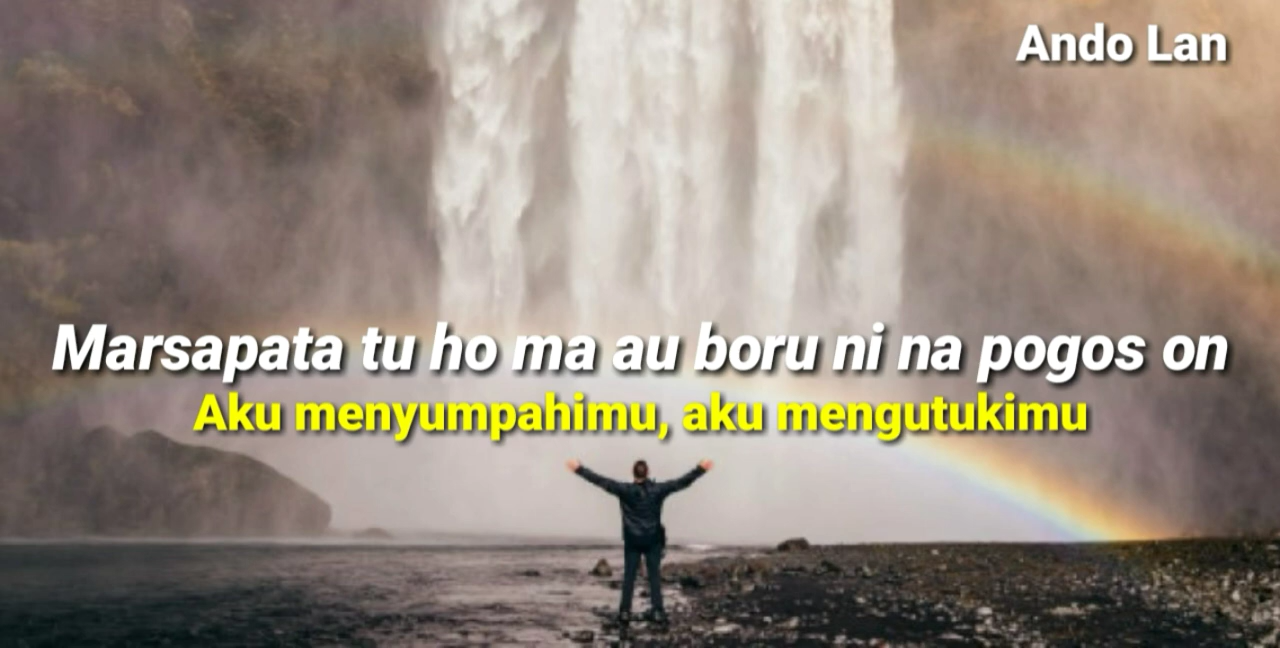 Ando Lan
Marsapata tu ho ma au boru ni na pogos on
Aku menyumpahimu, aku mengutukimu